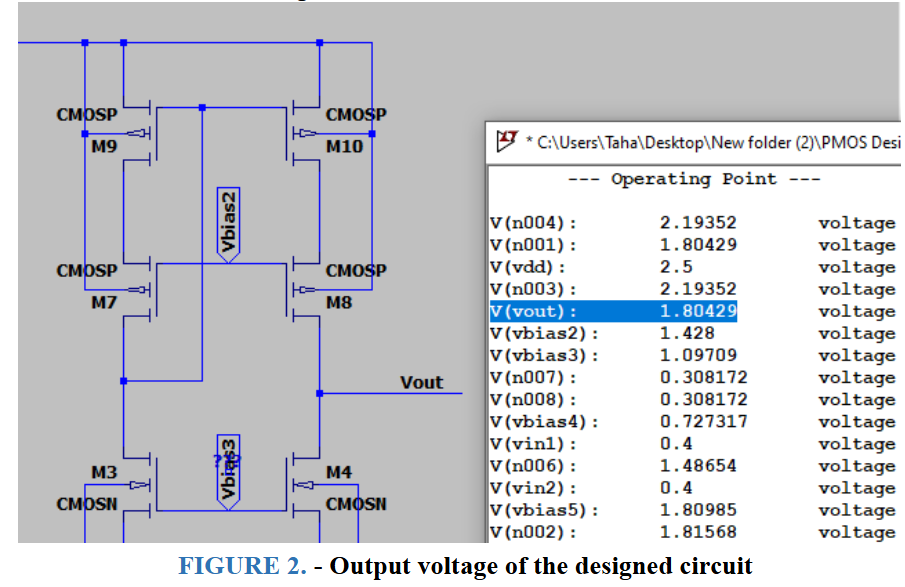 CMOSP
CMOSP
M9
M10
Vbias2
CMOSP
CMOSP
M7
M8
Vout
M3
Vbias3
M4
CMOSN
CMOSN
* C:\Users\Taha\Desktop\New folder (2)\PMOS Desi
--- Operating Point ---
V(n004): 2.19352 voltage
V(n001): 1.80429 voltage
V(vdd): 2.5 voltage
V(n003): 2.19352 voltage
V(vout): 1.80429 voltage
V(vbias2): 1.428 voltage
V(vbias3): 1.09709 voltage
V(n007): 0.308172 voltage
V(n008): 0.308172 voltage
V(vbias4): 0.727317 voltage
V(vin1): 0.4 voltage
V(n006): 1.48654 voltage
V(vin2): 0.4 voltage
V(vbias5): 1.80985 voltage
V(n002): 1.81568 voltage
FIGURE 2. - Output voltage of the designed circuit